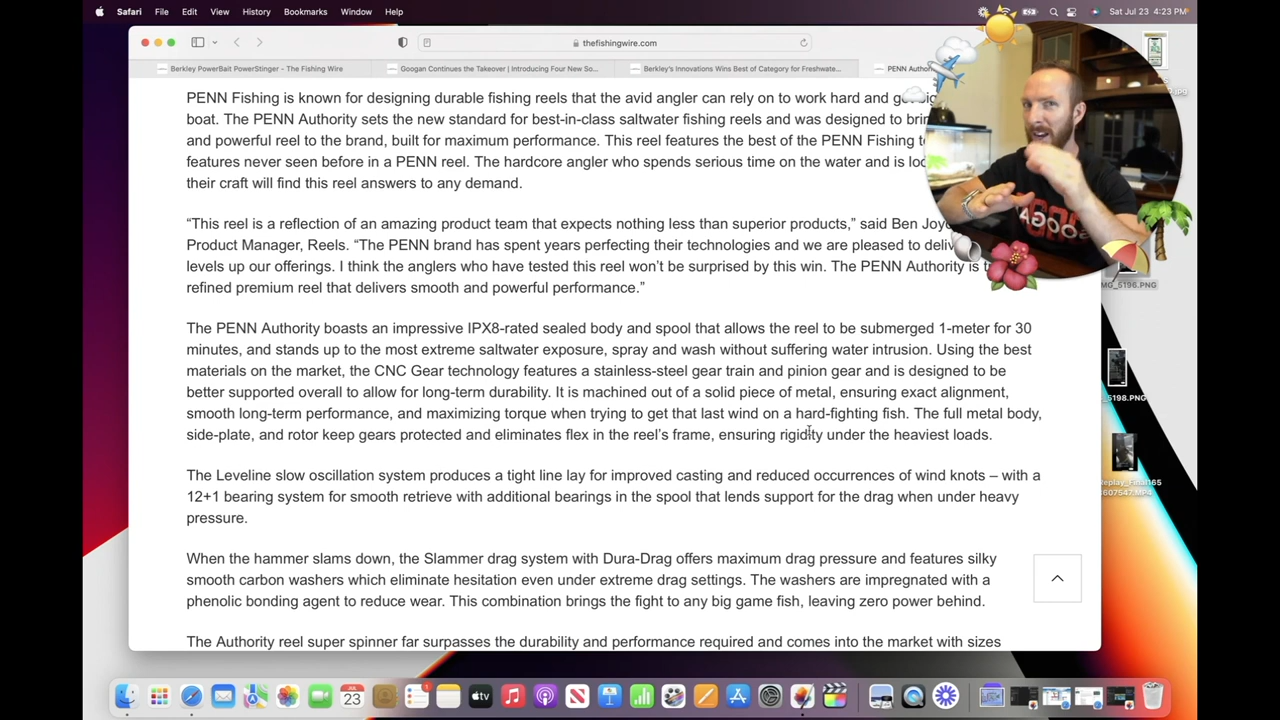 Safari File Edit View History Bookmarks Window Help
Sat Jul 23 4:23 PM
thefishingwire.com
Berkley PowerBait PowerStinger - The Fishing Wire
Googan Continues the Takeover | Introducing Four New So...
Berkley's Innovations Wins Best of Category for Freshwate...
PENN
PENN Fishing is known for designing durable fishing reels that the avid angler can rely on to work hard and
boat. The PENN Authority sets the new standard for best-in-class saltwater fishing reels and was designed to
and powerful reel to the brand, built for maximum performance. This reel features the best of the PENN Fishing
features never seen before in a PENN reel. The hardcore angler who spends serious time on the water and is
their craft will find this reel answers to any demand.
“This reel is a reflection of an amazing product team that expects nothing less than superior products,” said Ben
Product Manager, Reels. “The PENN brand has spent years perfecting their technologies and we are pleased to
levels up our offerings. I think the anglers who have tested this reel won’t be surprised by this win. The PENN Authority is
refined premium reel that delivers smooth and powerful performance.”
The PENN Authority boasts an impressive IPX8-rated sealed body and spool that allows the reel to be submerged 1-meter for 30
minutes, and stands up to the most extreme saltwater exposure, spray and wash without suffering water intrusion. Using the best
materials on the market, the CNC Gear technology features a stainless-steel gear train and pinion gear and is designed to be
better supported overall to allow for long-term durability. It is machined out of a solid piece of metal, ensuring exact alignment,
smooth long-term performance, and maximizing torque when trying to get that last wind on a hard-fighting fish. The full metal body,
side-plate, and rotor keep gears protected and eliminates flex in the reel’s frame, ensuring rigidity under the heaviest loads.
The Leveline slow oscillation system produces a tight line lay for improved casting and reduced occurrences of wind knots – with a
12+1 bearing system for smooth retrieve with additional bearings in the spool that lends support for the drag when under heavy
pressure.
When the hammer slams down, the Slammer drag system with Dura-Drag offers maximum drag pressure and features silky
smooth carbon washers which eliminate hesitation even under extreme drag settings. The washers are impregnated with a
phenolic bonding agent to reduce wear. This combination brings the fight to any big game fish, leaving zero power behind.
The Authority reel super spinner far surpasses the durability and performance required and comes into the market with sizes
MG_5196.PNG
5198.PNG
eplay_Final165
607547.MP4
JUL
23
tv